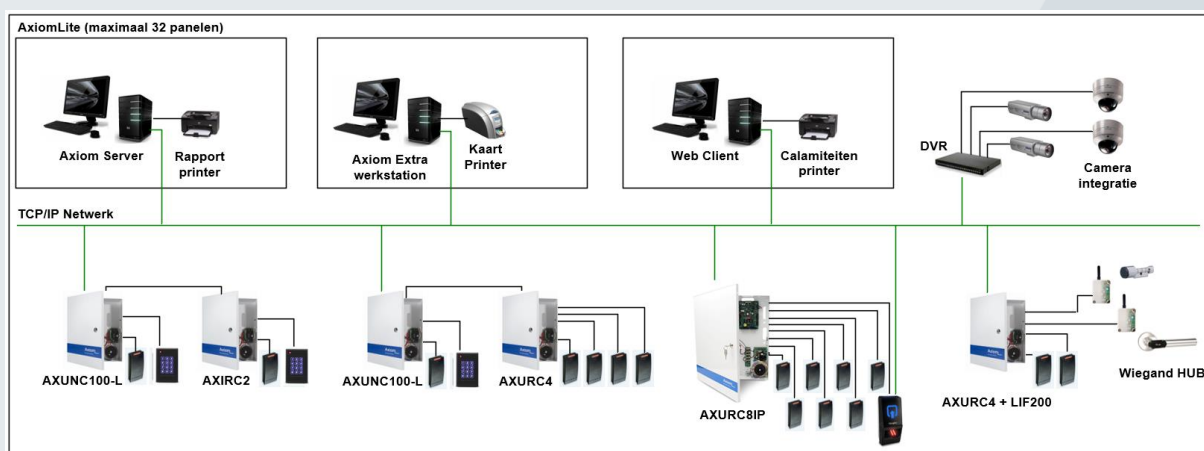 AxiomLite (maximaal 32 panelen)
Axiom Server
Rapport
printer
Axiom Extra
werkstation
Kaart
Printer
Web Client
Calamiteiten
printer
DVR
Camera
integratie
TCP/IP Netwerk
AXUNC100-L
AXIRC2
AXUNC100-L
AXURC4
AXURC8IP
AXURC4 + LIF200
Wiegand HUB